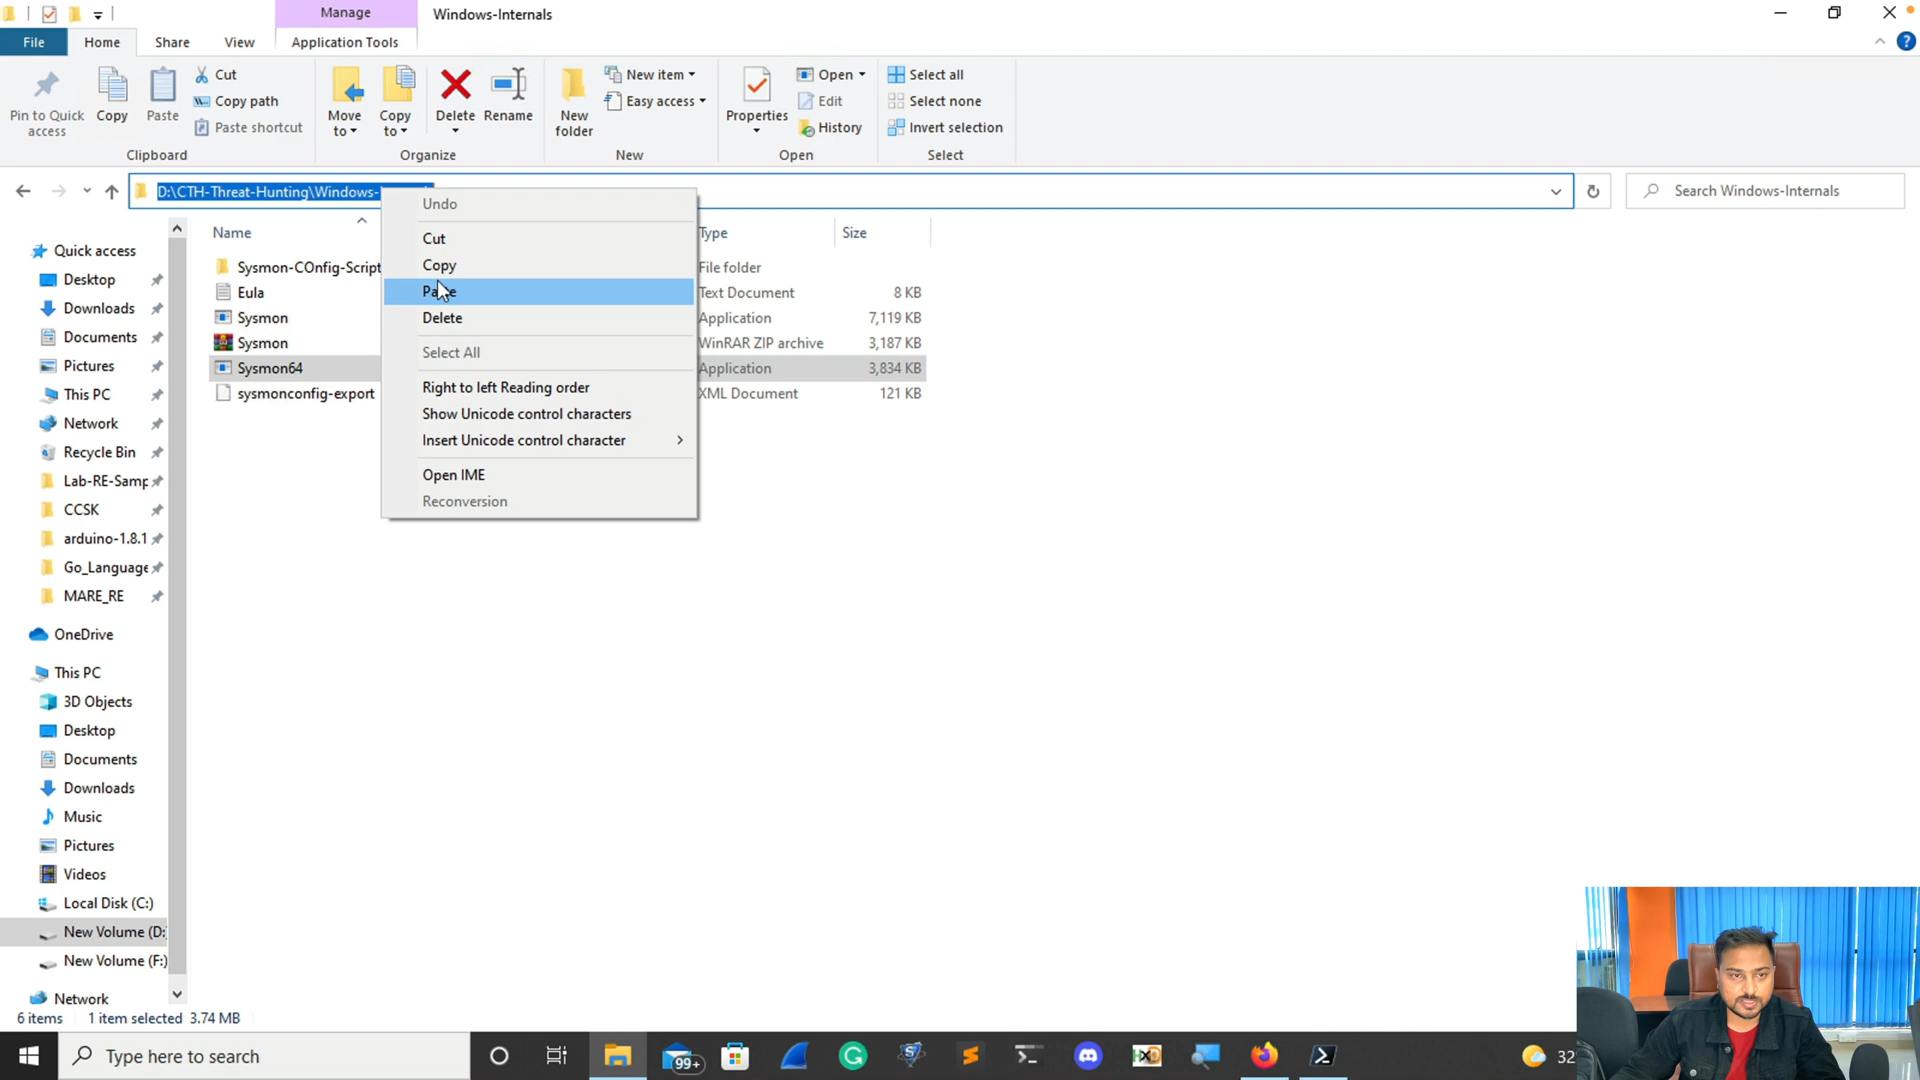 Manage
Windows-Internals
File
Home
Share
View
Application Tools
Pin to Quick access
Copy
Paste
Cut
Copy path
Paste shortcut
Clipboard
Move to
Copy to
Delete
Rename
Organize
New folder
New item
Easy access
New
Properties
Open
Edit
History
Open
Select all
Select none
Invert selection
Select
D:\CTH-Threat-Hunting\Windows-
Search Windows-Internals
Name
Type
Size
Sysmon-COnfig-Script
File folder
Eula
Text Document
8 KB
Sysmon
Application
7,119 KB
Sysmon
WinRAR ZIP archive
3,187 KB
Sysmon64
Application
3,834 KB
sysmonconfig-export
XML Document
121 KB
Undo
Cut
Copy
Paste
Delete
Select All
Right to left Reading order
Show Unicode control characters
Insert Unicode control character
Open IME
Reconversion
Quick access
Desktop
Downloads
Documents
Pictures
This PC
Network
Recycle Bin
Lab-RE-Samp
CCSK
arduino-1.8.1
Go_Language
MARE_RE
OneDrive
This PC
3D Objects
Desktop
Documents
Downloads
Music
Pictures
Videos
Local Disk (C:)
New Volume (D:
New Volume (F:)
Network
6 items
1 item selected 3.74 MB
Type here to search
99+
32